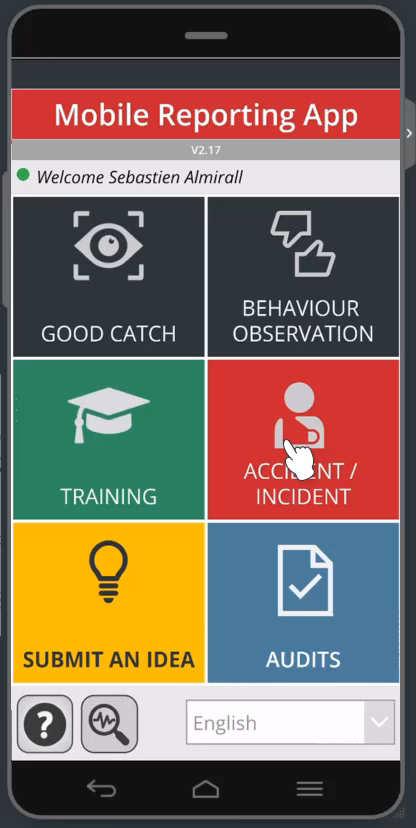 Mobile Reporting App
V2.17
Welcome Sebastien Almirall
GOOD CATCH
BEHAVIOUR
OBSERVATION
TRAINING
ACCIDENT /
INCIDENT
SUBMIT AN IDEA
AUDITS
?
English